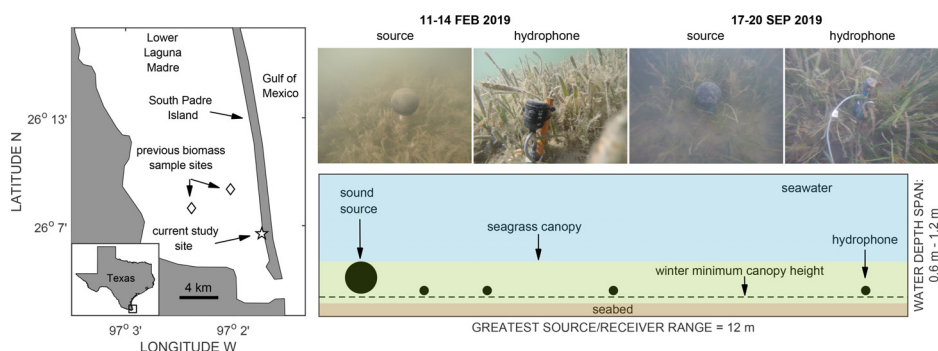 Lower
Laguna
Madre
Gulf of
Mexico
South Padre
Island
previous biomass
sample sites
current study
site
Texas
4 km
26° 13'
26° 7'
LATITUDE N
97° 3'
97° 2'
LONGITUDE W
11-14 FEB 2019
17-20 SEP 2019
source
hydrophone
source
hydrophone
sound
source
seawater
seagrass canopy
hydrophone
winter minimum canopy height
seabed
WATER DEPTH SPAN:
0.6 m - 1.2 m
GREATEST SOURCE/RECEIVER RANGE = 12 m